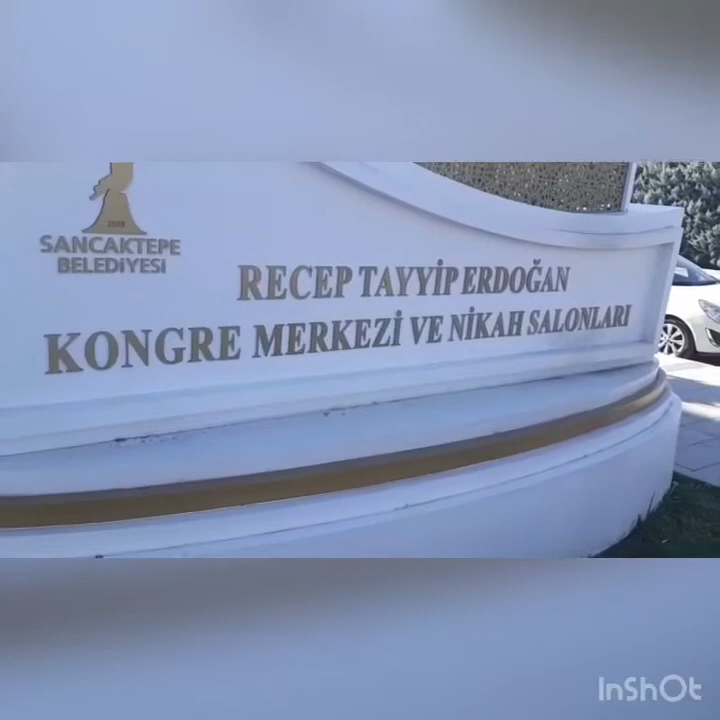 SANCAKTEPE
BELEDİYESİ
RECEP TAYYİP ERDOĞAN
KONGRE MERKEZİ VE NİKAH SALONLARI
InShOt